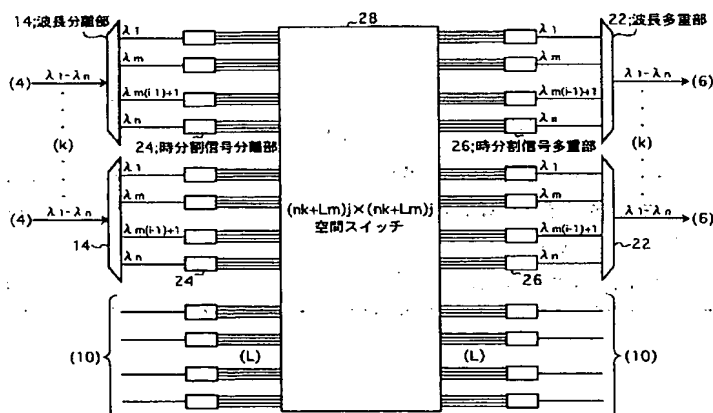 28
14;波長分離部
22;波長多重部
λ1
λ1
λm
λm
(4)
λ1-λn
λm(i-1)+1
λm(i-1)+1
λ1-λn
(6)
λn
λn
(k)
24;時分割信号分離部
26;時分割信号多重部
(k)
λ1
λ1
λm
λm
(nk+Lm)j×(nk+Lm)j
空間スイッチ
(4)
λ1-λn
λm(i-1)+1
λm(i-1)+1
λ1-λn
(6)
14
λn
λn
22
24
26
(10)
(L)
(L)
(10)